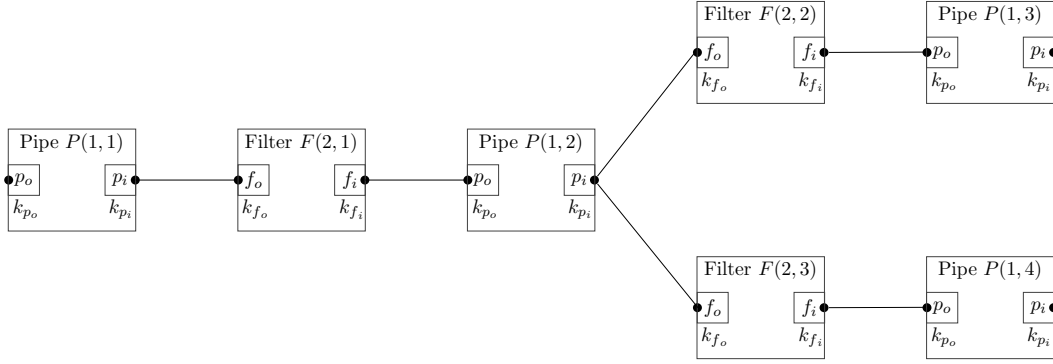 Filter F(2, 2)
f_o
f_i
k_{f_o}
k_{f_i}
Pipe P(1, 3)
p_o
p_i
k_{p_o}
k_{p_i}
Pipe P(1, 1)
p_o
p_i
k_{p_o}
k_{p_i}
Filter F(2, 1)
f_o
f_i
k_{f_o}
k_{f_i}
Pipe P(1, 2)
p_o
p_i
k_{p_o}
k_{p_i}
Filter F(2, 3)
f_o
f_i
k_{f_o}
k_{f_i}
Pipe P(1, 4)
p_o
p_i
k_{p_o}
k_{p_i}